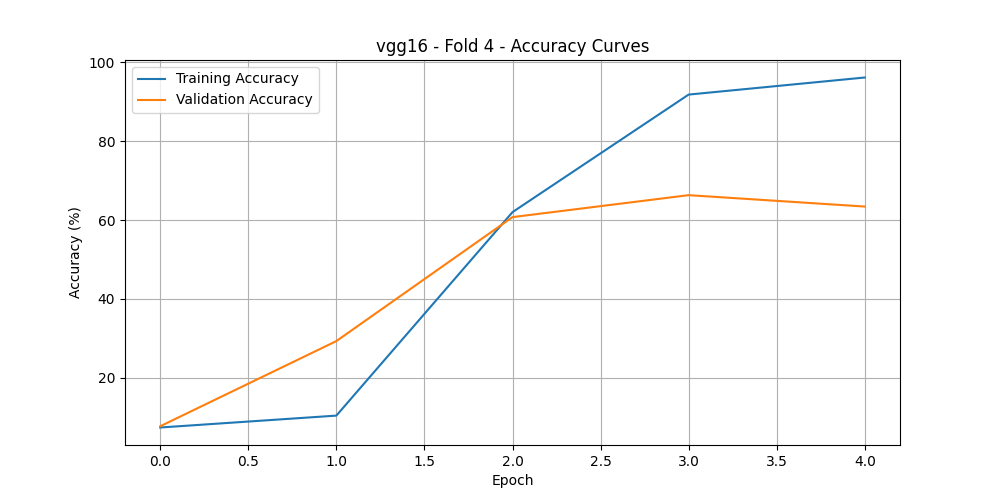 vgg16 - Fold 4 - Accuracy Curves
Training Accuracy
Validation Accuracy
Accuracy (%)
100
80
60
40
20
0.0 0.5 1.0 1.5 2.0 2.5 3.0 3.5 4.0
Epoch